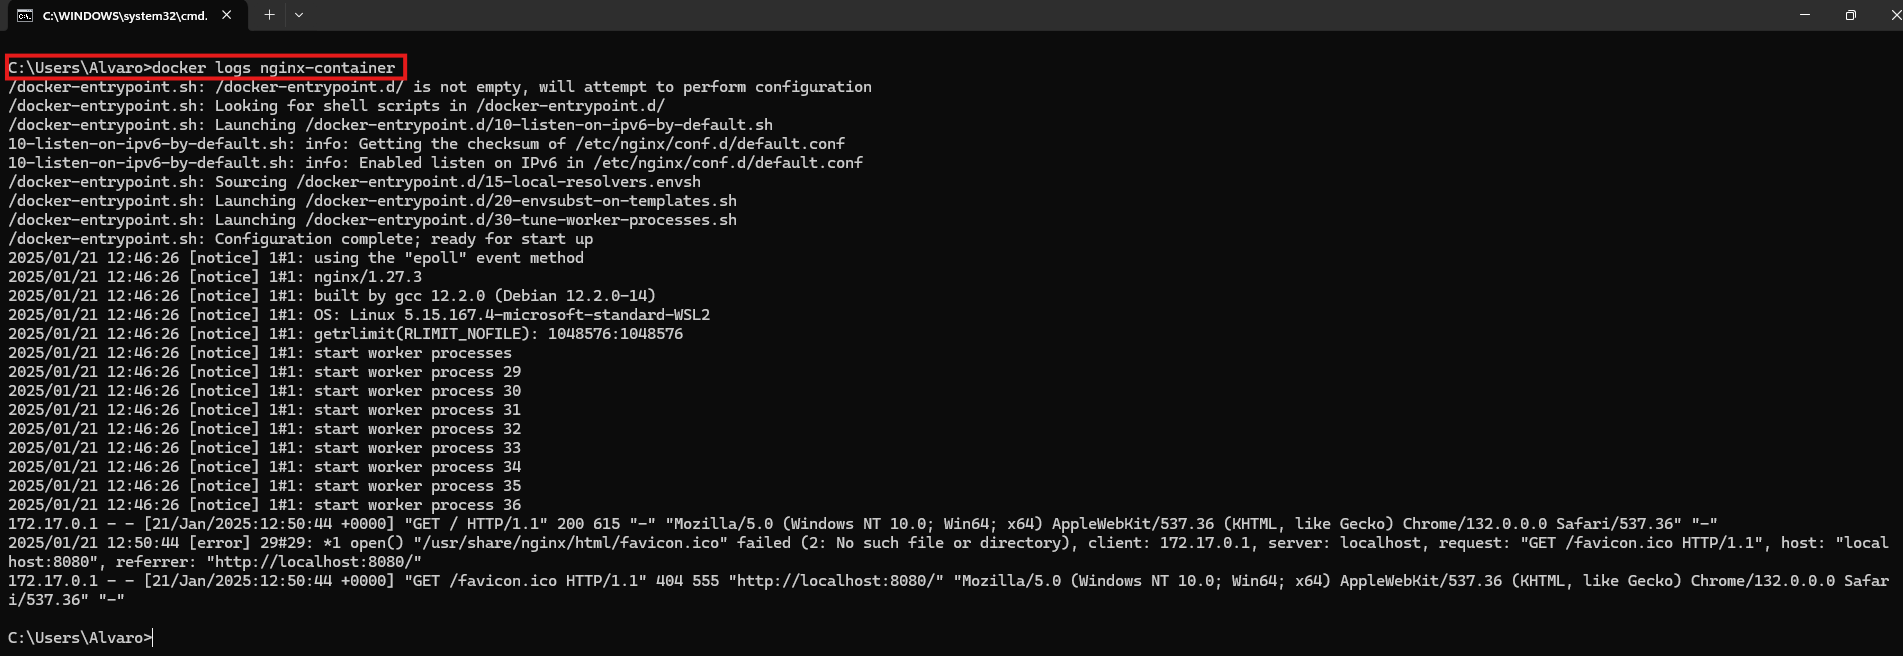 C:\WINDOWS\system32\cmd.
C:\Users\Alvaro>docker logs nginx-container
/docker-entrypoint.sh: /docker-entrypoint.d/ is not empty, will attempt to perform configuration
/docker-entrypoint.sh: Looking for shell scripts in /docker-entrypoint.d/
/docker-entrypoint.sh: Launching /docker-entrypoint.d/10-listen-on-ipv6-by-default.sh
10-listen-on-ipv6-by-default.sh: info: Getting the checksum of /etc/nginx/conf.d/default.conf
10-listen-on-ipv6-by-default.sh: info: Enabled listen on IPv6 in /etc/nginx/conf.d/default.conf
/docker-entrypoint.sh: Sourcing /docker-entrypoint.d/15-local-resolvers.envsh
/docker-entrypoint.sh: Launching /docker-entrypoint.d/20-envsubst-on-templates.sh
/docker-entrypoint.sh: Launching /docker-entrypoint.d/30-tune-worker-processes.sh
/docker-entrypoint.sh: Configuration complete; ready for start up
2025/01/21 12:46:26 [notice] 1#1: using the "epoll" event method
2025/01/21 12:46:26 [notice] 1#1: nginx/1.27.3
2025/01/21 12:46:26 [notice] 1#1: built by gcc 12.2.0 (Debian 12.2.0-14)
2025/01/21 12:46:26 [notice] 1#1: OS: Linux 5.15.167.4-microsoft-standard-WSL2
2025/01/21 12:46:26 [notice] 1#1: getrlimit(RLIMIT_NOFILE): 1048576:1048576
2025/01/21 12:46:26 [notice] 1#1: start worker processes
2025/01/21 12:46:26 [notice] 1#1: start worker process 29
2025/01/21 12:46:26 [notice] 1#1: start worker process 30
2025/01/21 12:46:26 [notice] 1#1: start worker process 31
2025/01/21 12:46:26 [notice] 1#1: start worker process 32
2025/01/21 12:46:26 [notice] 1#1: start worker process 33
2025/01/21 12:46:26 [notice] 1#1: start worker process 34
2025/01/21 12:46:26 [notice] 1#1: start worker process 35
2025/01/21 12:46:26 [notice] 1#1: start worker process 36
172.17.0.1 - - [21/Jan/2025:12:50:44 +0000] "GET / HTTP/1.1" 200 615 "-" "Mozilla/5.0 (Windows NT 10.0; Win64; x64) AppleWebKit/537.36 (KHTML, like Gecko) Chrome/132.0.0.0 Safari/537.36" "-"
2025/01/21 12:50:44 [error] 29#29: *1 open() "/usr/share/nginx/html/favicon.ico" failed (2: No such file or directory), client: 172.17.0.1, server: localhost, request: "GET /favicon.ico HTTP/1.1", host: "local
host:8080", referrer: "http://localhost:8080/"
172.17.0.1 - - [21/Jan/2025:12:50:44 +0000] "GET /favicon.ico HTTP/1.1" 404 555 "http://localhost:8080/" "Mozilla/5.0 (Windows NT 10.0; Win64; x64) AppleWebKit/537.36 (KHTML, like Gecko) Chrome/132.0.0.0 Safar
i/537.36" "-"
C:\Users\Alvaro>